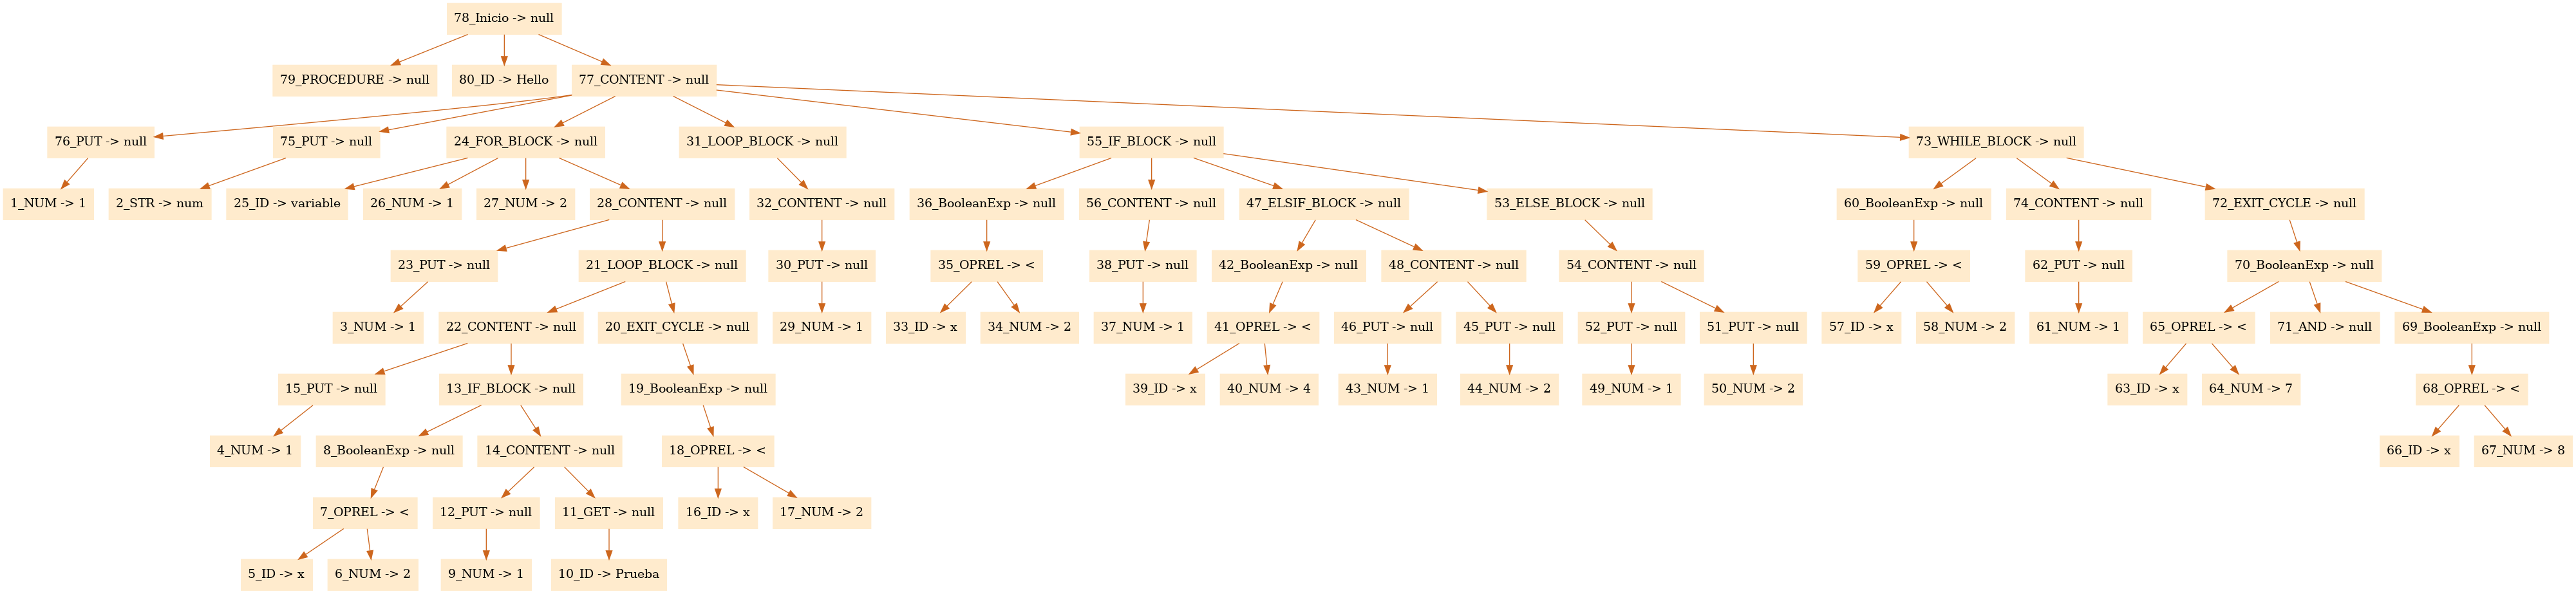 78_Inicio -> null
79_PROCEDURE -> null
80_ID -> Hello
77_CONTENT -> null
76_PUT -> null
75_PUT -> null
24_FOR_BLOCK -> null
31_LOOP_BLOCK -> null
55_IF_BLOCK -> null
73_WHILE_BLOCK -> null
1_NUM -> 1
2_STR -> num
25_ID -> variable
26_NUM -> 1
27_NUM -> 2
28_CONTENT -> null
32_CONTENT -> null
36_BooleanExp -> null
56_CONTENT -> null
47_ELSIF_BLOCK -> null
53_ELSE_BLOCK -> null
60_BooleanExp -> null
74_CONTENT -> null
72_EXIT_CYCLE -> null
23_PUT -> null
21_LOOP_BLOCK -> null
30_PUT -> null
35_OPREL -> <
38_PUT -> null
42_BooleanExp -> null
48_CONTENT -> null
54_CONTENT -> null
59_OPREL -> <
62_PUT -> null
70_BooleanExp -> null
3_NUM -> 1
22_CONTENT -> null
20_EXIT_CYCLE -> null
29_NUM -> 1
33_ID -> x
34_NUM -> 2
37_NUM -> 1
41_OPREL -> <
46_PUT -> null
45_PUT -> null
52_PUT -> null
51_PUT -> null
57_ID -> x
58_NUM -> 2
61_NUM -> 1
65_OPREL -> <
71_AND -> null
69_BooleanExp -> null
15_PUT -> null
13_IF_BLOCK -> null
19_BooleanExp -> null
39_ID -> x
40_NUM -> 4
43_NUM -> 1
44_NUM -> 2
49_NUM -> 1
50_NUM -> 2
63_ID -> x
64_NUM -> 7
68_OPREL -> <
4_NUM -> 1
8_BooleanExp -> null
14_CONTENT -> null
18_OPREL -> <
66_ID -> x
67_NUM -> 8
7_OPREL -> <
12_PUT -> null
11_GET -> null
16_ID -> x
17_NUM -> 2
5_ID -> x
6_NUM -> 2
9_NUM -> 1
10_ID -> Prueba